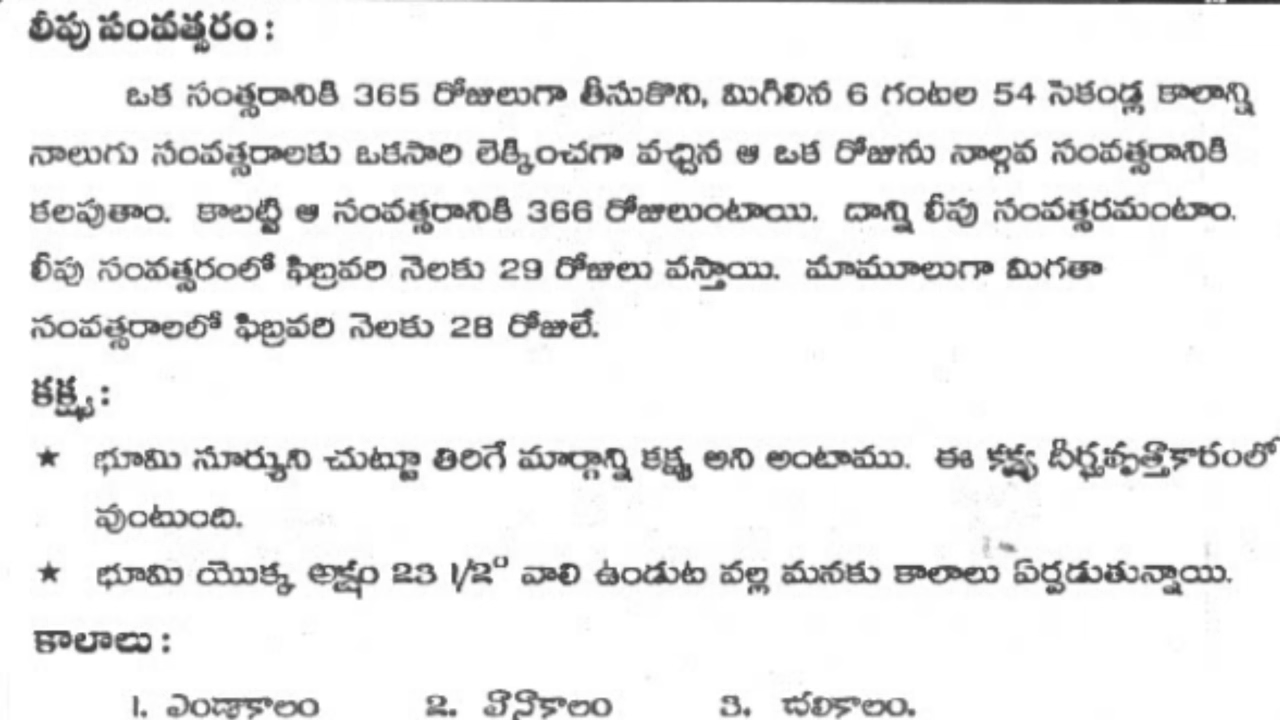 లీపు సంవత్సరం :
ఒక సంత్సరానికి 365 రోజులుగా తీసుకొని, మిగిలిన 6 గంటల 54 సెకండ్ల కాలాన్ని
నాలుగు సంవత్సరాలకు ఒకసారి లెక్కించగా వచ్చిన ఆ ఒక రోజును నాల్గవ సంవత్సరానికి
కలపుతాం. కాబట్టి ఆ సంవత్సరానికి 366 రోజులుంటాయి. దాన్ని లీపు సంవత్సరమంటాం.
లీపు సంవత్సరంలో ఫిబ్రవరి నెలకు 29 రోజులు వస్తాయి. మామూలుగా మిగతా
సంవత్సరాలలో ఫిబ్రవరి నెలకు 28 రోజులే.
కక్ష్య :
★ భూమి సూర్యుని చుట్టూ తిరిగే మార్గాన్ని కక్ష్య అని అంటాము. ఈ కక్ష్య దీర్ఘవృత్తాకారంలో
వుంటుంది.
★ భూమి యొక్క అక్షం 23 1/2° వాలి ఉండుట వల్ల మనకు కాలాలు ఏర్పడుతున్నాయి.
కాలాలు :
1. ఎండాకాలం 2. వానాకాలం 3. చలికాలం.